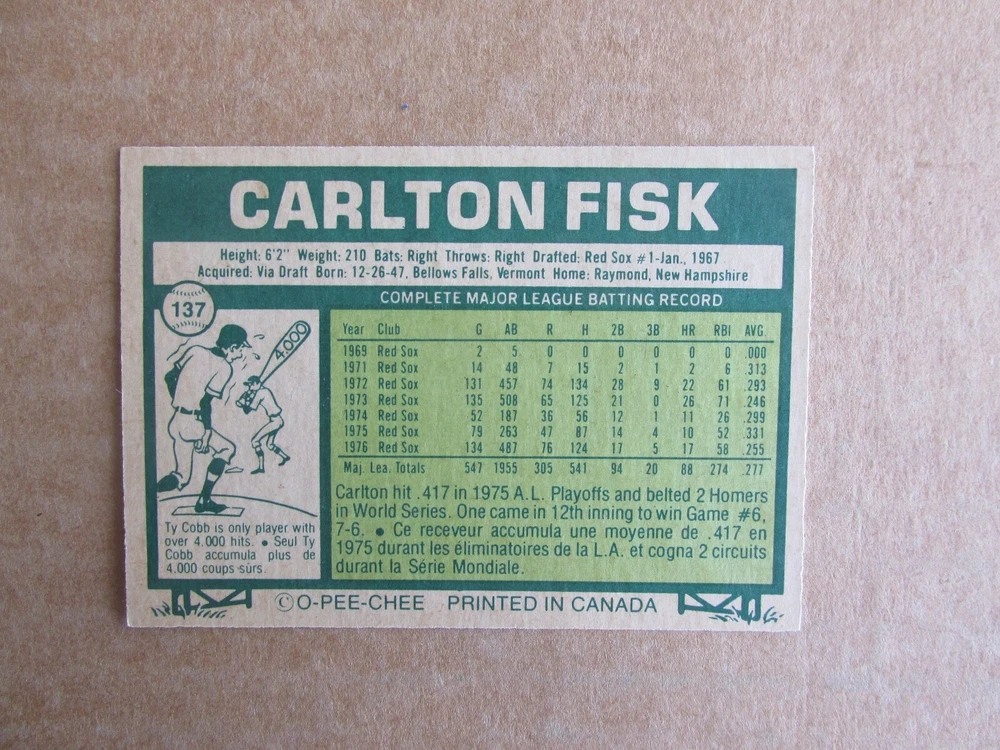 CARLTON FISK
Height: 6'2" Weight: 210 Bats: Right Throws: Right Drafted: Red Sox #1-Jan., 1967
Acquired: Via Draft Born: 12-26-47, Bellows Falls, Vermont Home: Raymond, New Hampshire
137
COMPLETE MAJOR LEAGUE BATTING RECORD
Year Club G AB R H 2B 3B HR RBI AVG.
1969 Red Sox 2 5 0 0 0 0 0 0 .000
1971 Red Sox 14 48 7 15 2 1 2 6 .313
1972 Red Sox 131 457 74 134 28 9 22 61 .293
1973 Red Sox 135 508 65 125 21 0 26 71 .246
1974 Red Sox 52 187 36 56 12 1 11 26 .299
1975 Red Sox 79 263 47 87 14 4 10 52 .331
1976 Red Sox 134 487 76 124 17 5 17 58 .255
Maj. Lea. Totals 547 1955 305 541 94 20 88 274 .277
Carlton hit .417 in 1975 A.L. Playoffs and belted 2 Homers
in World Series. One came in 12th inning to win Game #6,
7-6. • Ce receveur accumula une moyenne de .417 en
1975 durant les éliminatoires de la L.A. et cogna 2 circuits
durant la Série Mondiale.
4.000
Ty Cobb is only player with
over 4.000 hits. • Seul Ty
Cobb accumula plus de
4.000 coups sûrs.
© O-PEE-CHEE PRINTED IN CANADA